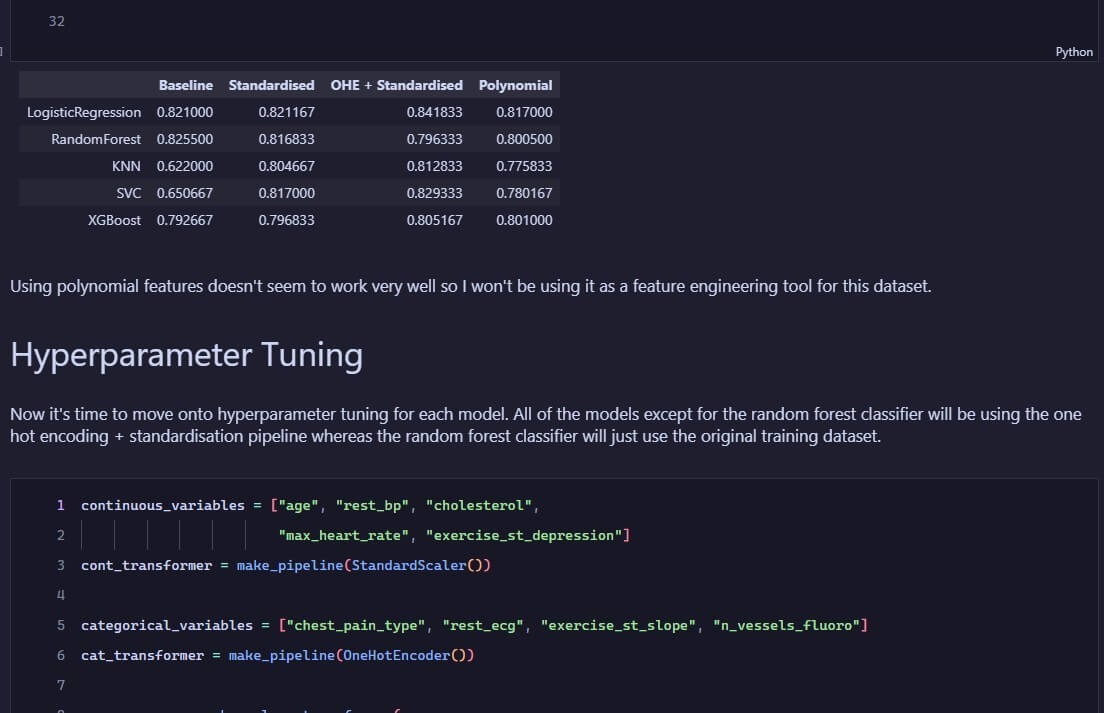 32
Python
Baseline Standardised OHE + Standardised Polynomial
LogisticRegression 0.821000 0.821167 0.841833 0.817000
RandomForest 0.825500 0.816833 0.796333 0.800500
KNN 0.622000 0.804667 0.812833 0.775833
SVC 0.650667 0.817000 0.829333 0.780167
XGBoost 0.792667 0.796833 0.805167 0.801000
Using polynomial features doesn't seem to work very well so I won't be using it as a feature engineering tool for this dataset.
Hyperparameter Tuning
Now it's time to move onto hyperparameter tuning for each model. All of the models except for the random forest classifier will be using the one
hot encoding + standardisation pipeline whereas the random forest classifier will just use the original training dataset.
1 continuous_variables = ["age", "rest_bp", "cholesterol",
2 "max_heart_rate", "exercise_st_depression"]
3 cont_transformer = make_pipeline(StandardScaler())
4
5 categorical_variables = ["chest_pain_type", "rest_ecg", "exercise_st_slope", "n_vessels_fluoro"]
6 cat_transformer = make_pipeline(OneHotEncoder())
7